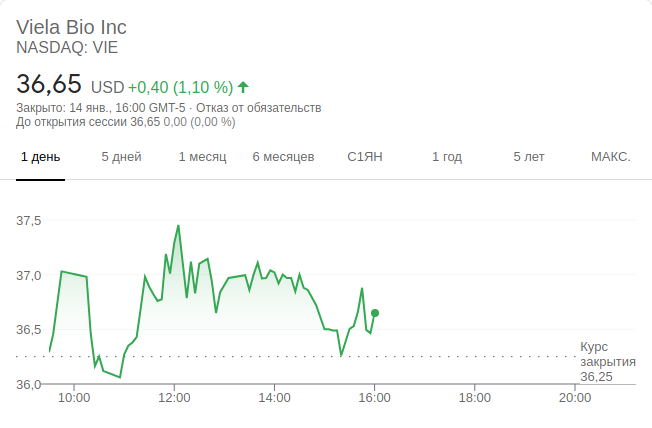 Viela Bio Inc
NASDAQ: VIE
36,65 USD +0,40 (1,10 %)
Закрыто: 14 янв., 16:00 GMT-5 · Отказ от обязательств
До открытия сессии 36,65 0,00 (0,00 %)
1 день 5 дней 1 месяц 6 месяцев С1ЯН 1 год 5 лет МАКС.
37,5
37,0
36,5
Курс
закрытия
36,25
36,0
10:00 12:00 14:00 16:00 18:00 20:00